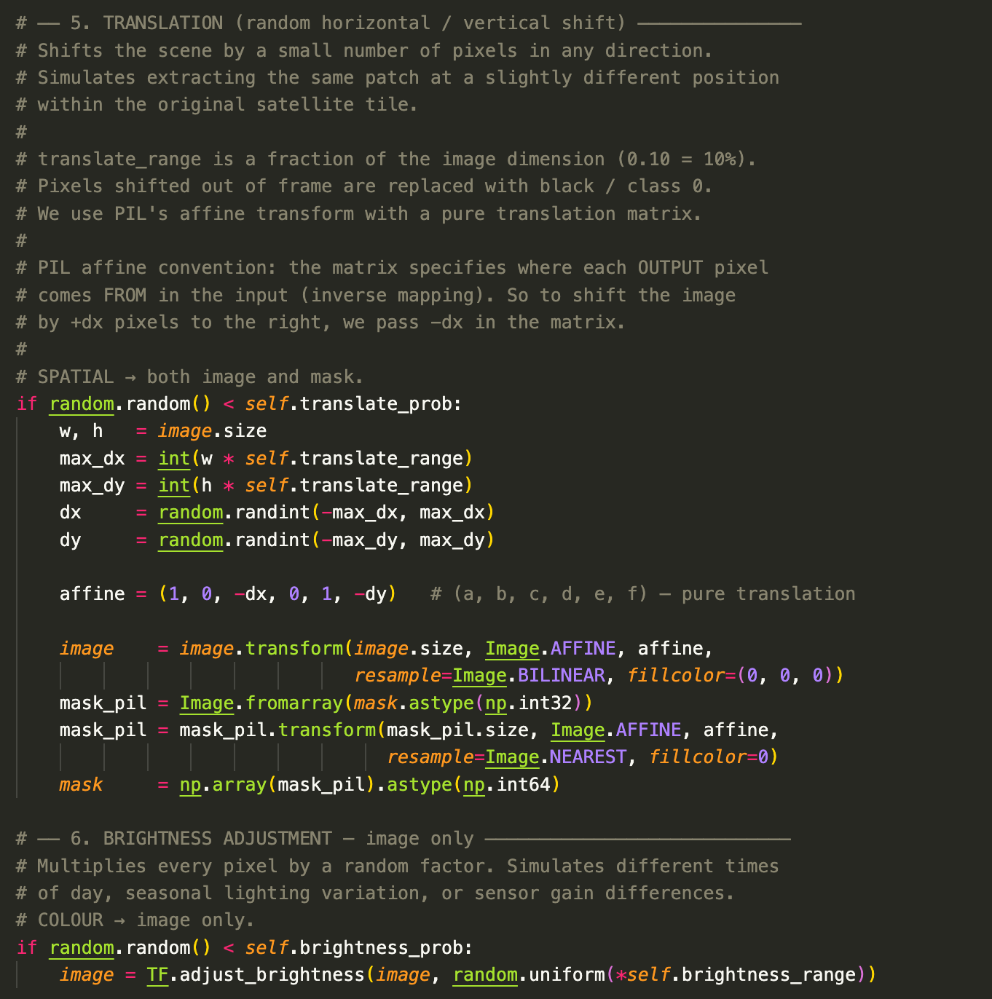 # —— 5. TRANSLATION (random horizontal / vertical shift) ———————————————
# Shifts the scene by a small number of pixels in any direction.
# Simulates extracting the same patch at a slightly different position
# within the original satellite tile.
#
# translate_range is a fraction of the image dimension (0.10 = 10%).
# Pixels shifted out of frame are replaced with black / class 0.
# We use PIL's affine transform with a pure translation matrix.
#
# PIL affine convention: the matrix specifies where each OUTPUT pixel
# comes FROM in the input (inverse mapping). So to shift the image
# by +dx pixels to the right, we pass −dx in the matrix.
#
# SPATIAL → both image and mask.
if random.random() < self.translate_prob:
    w, h   = image.size
    max_dx = int(w * self.translate_range)
    max_dy = int(h * self.translate_range)
    dx     = random.randint(-max_dx, max_dx)
    dy     = random.randint(-max_dy, max_dy)

    affine = (1, 0, -dx, 0, 1, -dy)   # (a, b, c, d, e, f) — pure translation

    image    = image.transform(image.size, Image.AFFINE, affine,
                               resample=Image.BILINEAR, fillcolor=(0, 0, 0))
    mask_pil = Image.fromarray(mask.astype(np.int32))
    mask_pil = mask_pil.transform(mask_pil.size, Image.AFFINE, affine,
                                  resample=Image.NEAREST, fillcolor=0)
    mask     = np.array(mask_pil).astype(np.int64)

# —— 6. BRIGHTNESS ADJUSTMENT — image only ————————————————————————————
# Multiplies every pixel by a random factor. Simulates different times
# of day, seasonal lighting variation, or sensor gain differences.
# COLOUR → image only.
if random.random() < self.brightness_prob:
    image = TF.adjust_brightness(image, random.uniform(*self.brightness_range))